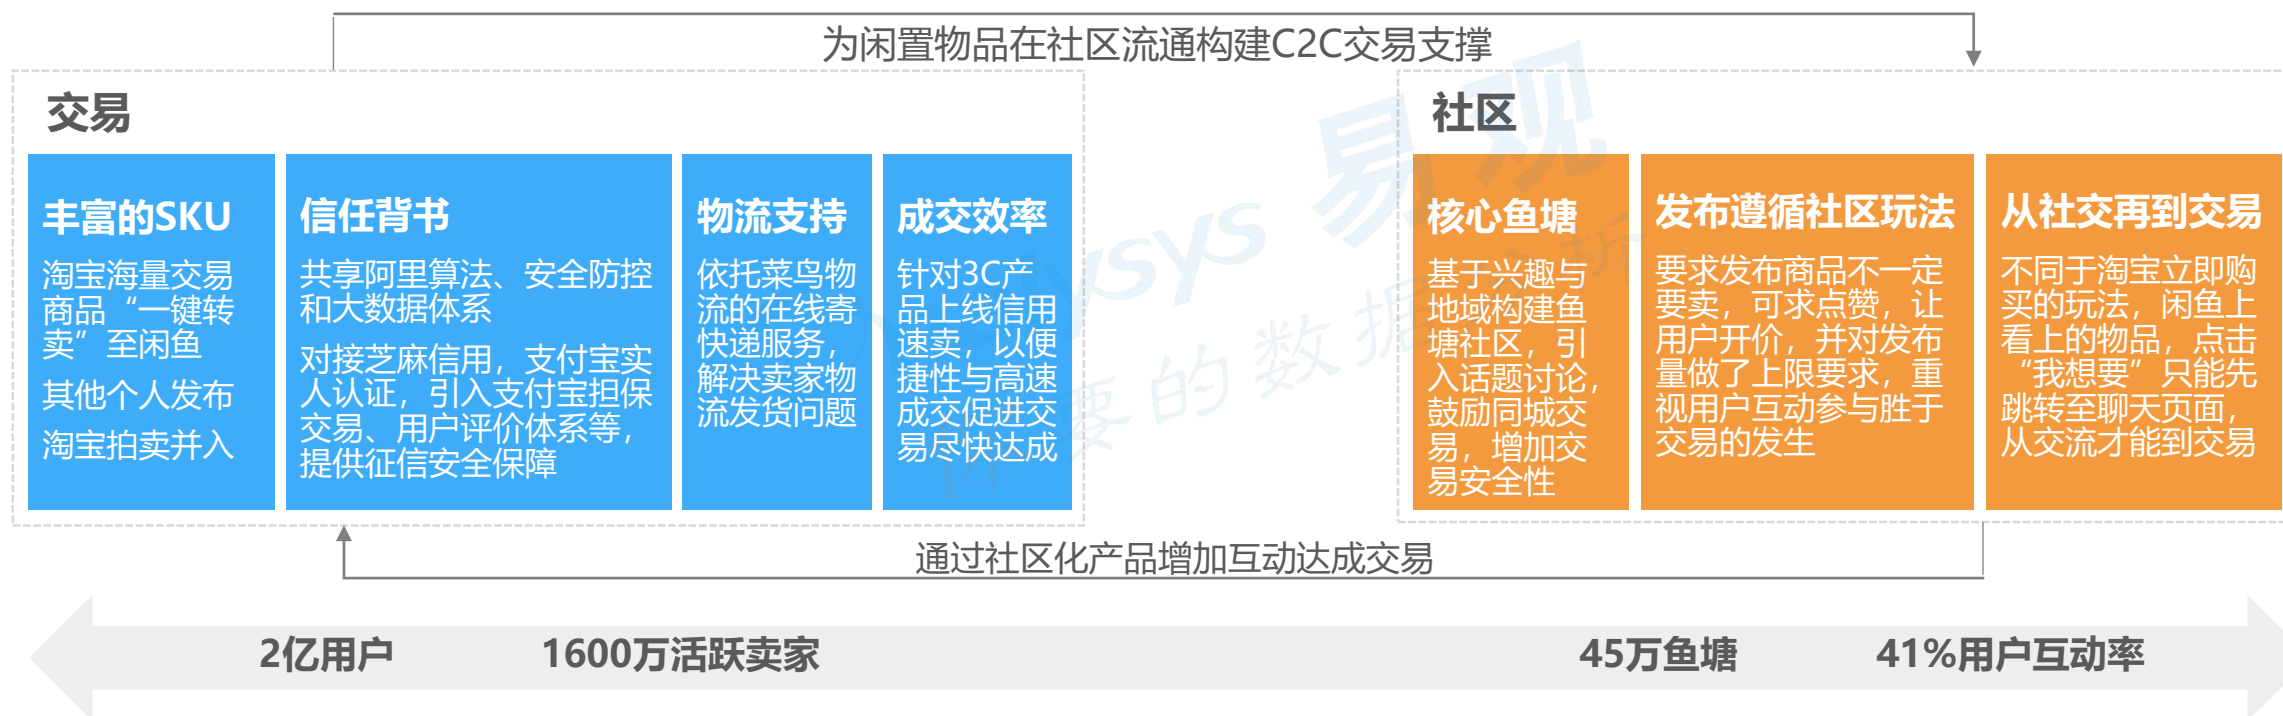 为闲置物品在社区流通构建C2C交易支撑
交易
丰富的SKU
淘宝海量交易
商品“一键转
卖”至闲鱼
其他个人发布
淘宝拍卖并入
信任背书
共享阿里算法、安全防控
和大数据体系
对接芝麻信用，支付宝实
人认证，引入支付宝担保
交易、用户评价体系等，
提供征信安全保障
物流支持
依托菜鸟物
流的在线寄
快递服务，
解决卖家物
流发货问题
成交效率
针对3C产
品上线信用
速卖，以便
捷性与高速
成交促进交
易尽快达成
社区
核心鱼塘
基于兴趣与
地域构建鱼
塘社区，引
入话题讨论，
鼓励同城交
易，增加交
易安全性
发布遵循社区玩法
要求发布商品不一定
要卖，可求点赞，让
用户开价，并对发布
量做了上限要求，重
视用户互动参与胜于
交易的发生
从社交再到交易
不同于淘宝立即购
买的玩法，闲鱼上
看上的物品，点击
“我想要”只能先
跳转至聊天页面，
从交流才能到交易
易观
要的数据
通过社区化产品增加互动达成交易
2亿用户
1600万活跃卖家
45万鱼塘
41%用户互动率